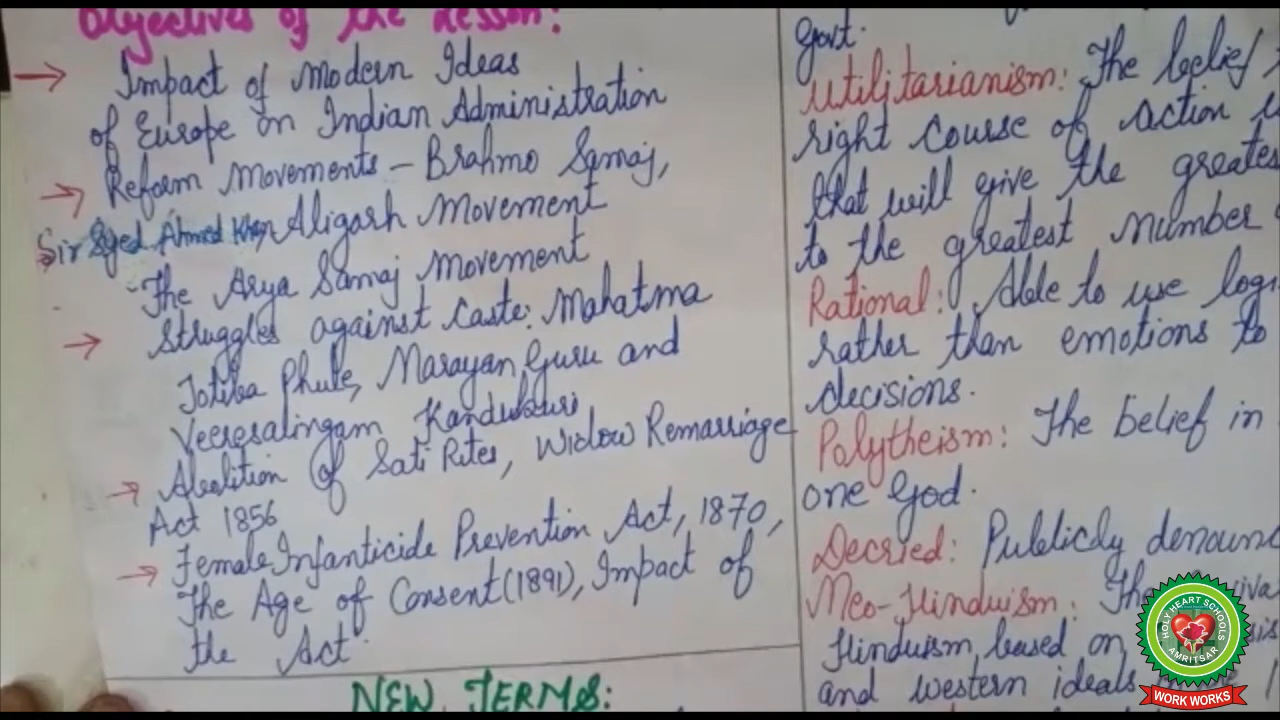 Objectives of the Lesson:
→ Impact of Modern Ideas
of Europe on Indian Administration
→ Reform Movements - Brahmo Samaj,
Sir Syed Ahmed Khan, Aligarh Movement
The Arya Samaj Movement
→ Struggles against Caste: Mahatma
Jotiba Phule, Narayan Guru and
Veeresalingam Kandukuri
→ Abolition of Sati Rites, Widow Remarriage
Act 1856
→ Female Infanticide Prevention Act, 1870,
The Age of Consent (1891), Impact of
the Act.
NEW TERMS:
Govt.
Utilitarianism: The belief
right course of action
that will give the
to the greatest number
Rational: Able to use
rather than emotions to
decisions.
Polytheism: The belief in
one God.
Decried: Publicly
Neo-Hinduism:
Hinduism, based on
and western ideals
HOLY HEART SCHOOLS
AMRITSAR
WORK WORKS